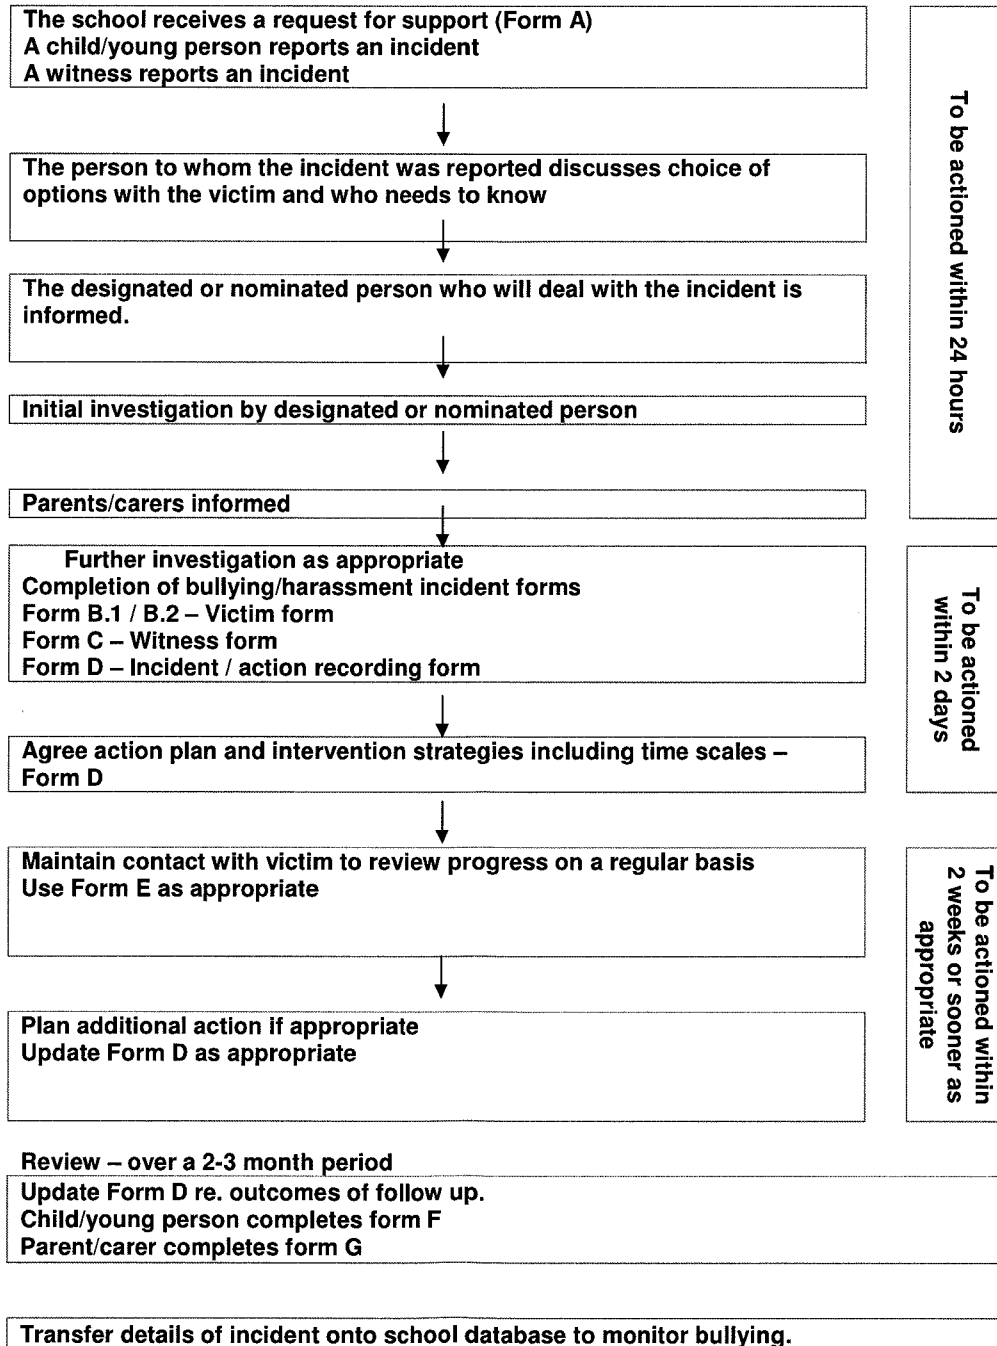 The school receives a request for support (Form A)
A child/young person reports an incident
A witness reports an incident
The person to whom the incident was reported discusses choice of
options with the victim and who needs to know
The designated or nominated person who will deal with the incident is
informed.
Initial investigation by designated or nominated person
Parents/carers informed
To be actioned within 24 hours
Further investigation as appropriate
Completion of bullying/harassment incident forms
Form B.1 / B.2 – Victim form
Form C – Witness form
Form D – Incident / action recording form
Agree action plan and intervention strategies including time scales –
Form D
To be actioned
within 2 days
Maintain contact with victim to review progress on a regular basis
Use Form E as appropriate
Plan additional action if appropriate
Update Form D as appropriate
To be actioned within
2 weeks or sooner as
appropriate
Review – over a 2-3 month period
Update Form D re. outcomes of follow up.
Child/young person completes form F
Parent/carer completes form G
Transfer details of incident onto school database to monitor bullying.